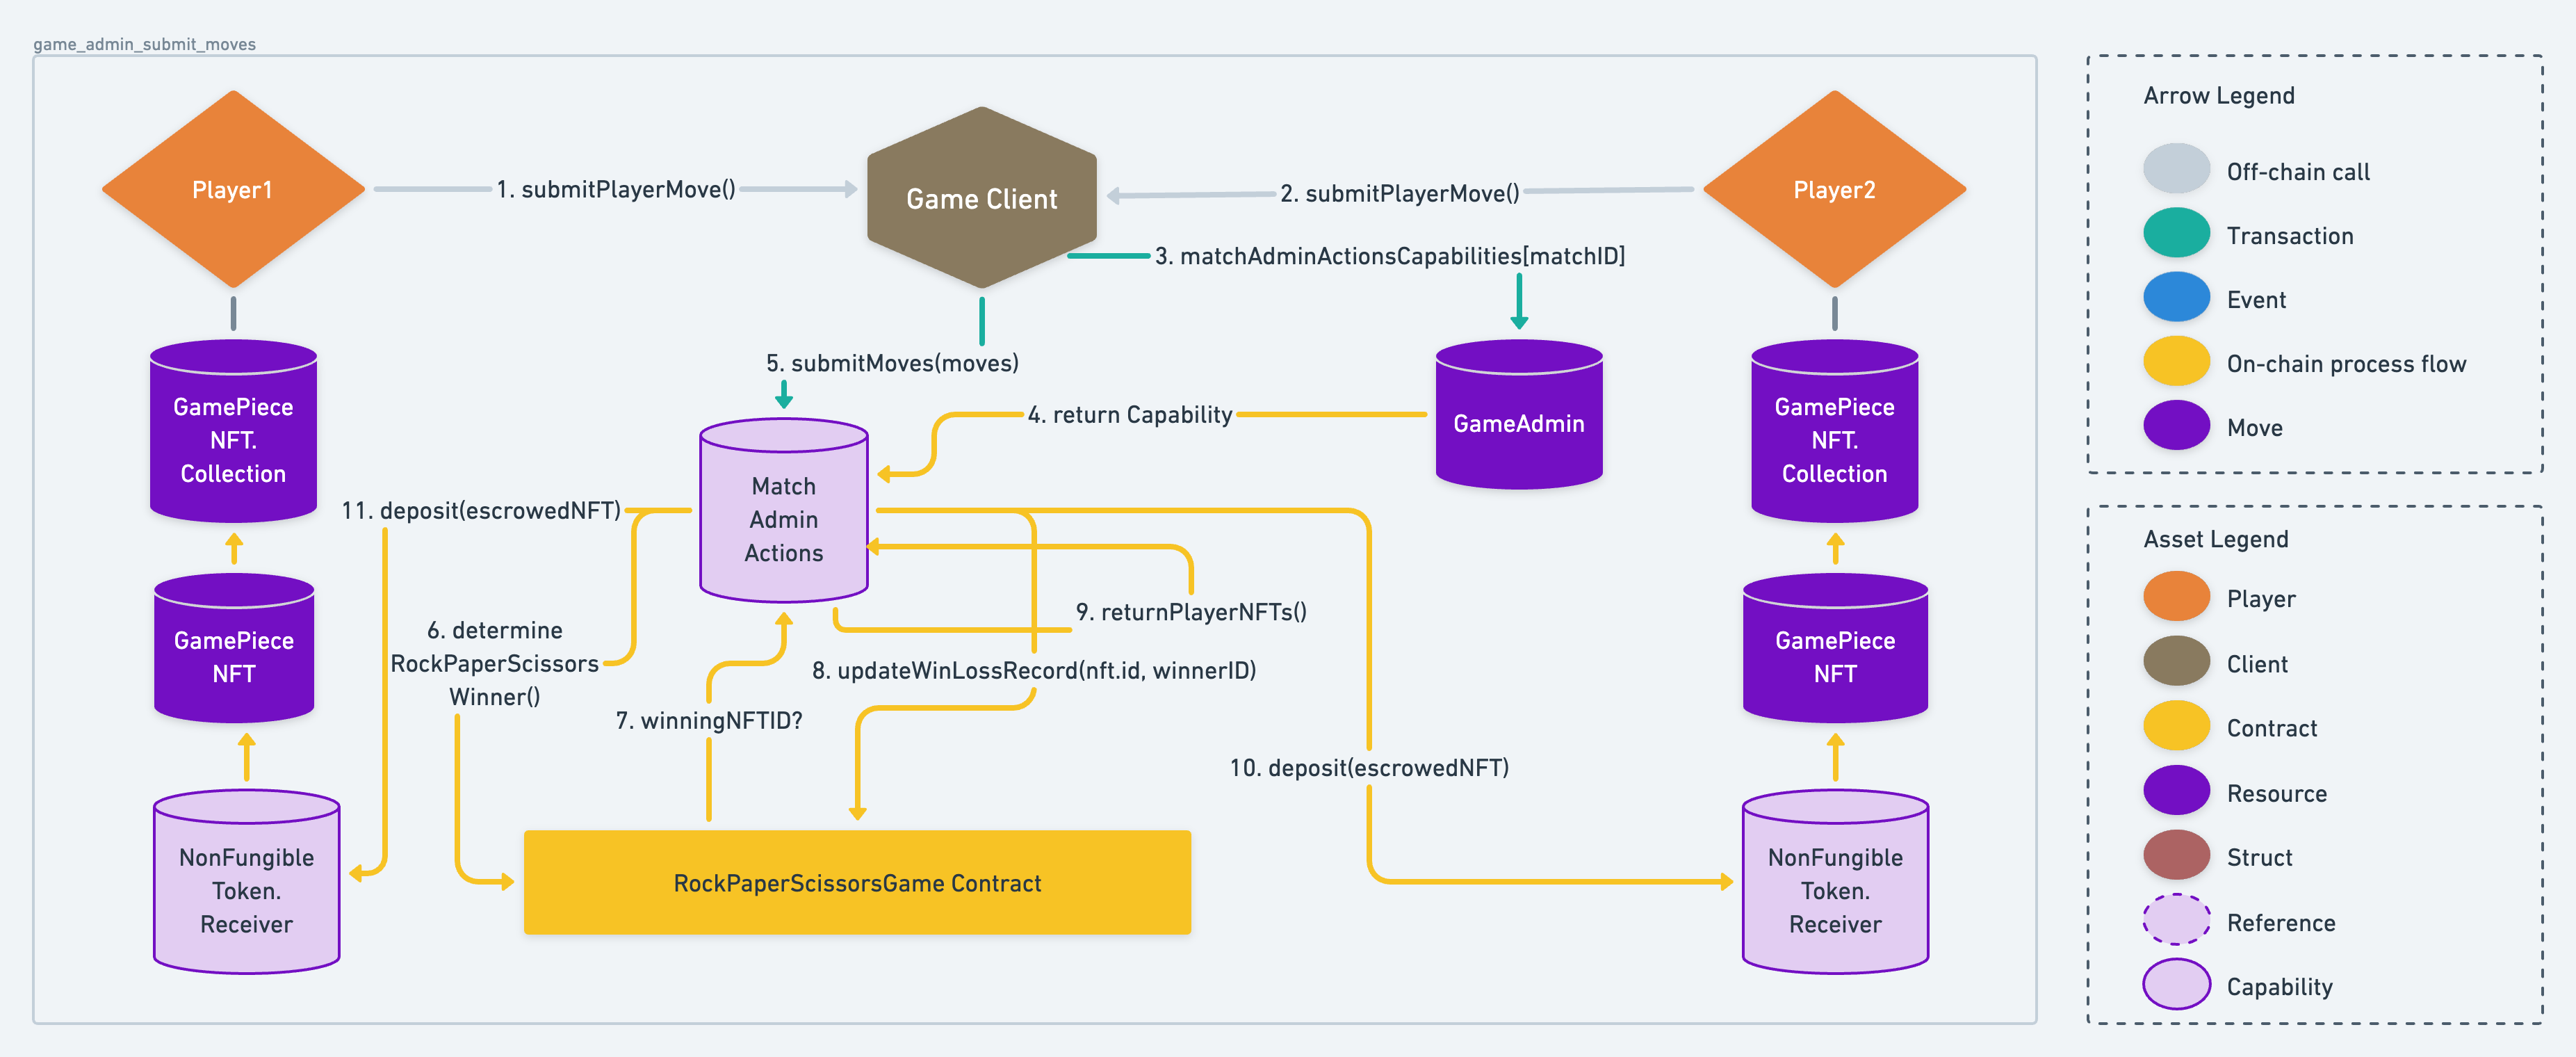 game_admin_submit_moves
Player1
1. submitPlayerMove()
Game Client
2. submitPlayerMove()
Player2
3. matchAdminActionsCapabilities[matchID]
5. submitMoves(moves)
GamePiece
NFT.
Collection
4. return Capability
GameAdmin
GamePiece
NFT.
Collection
Match
Admin
Actions
11. deposit(escrowedNFT)
9. returnPlayerNFTs()
GamePiece
NFT
6. determine
RockPaperScissors
Winner()
8. updateWinLossRecord(nft.id, winnerID)
GamePiece
NFT
7. winningNFTID?
10. deposit(escrowedNFT)
NonFungible
Token.
Receiver
RockPaperScissorsGame Contract
NonFungible
Token.
Receiver
Arrow Legend
Off-chain call
Transaction
Event
On-chain process flow
Move
Asset Legend
Player
Client
Contract
Resource
Struct
Reference
Capability